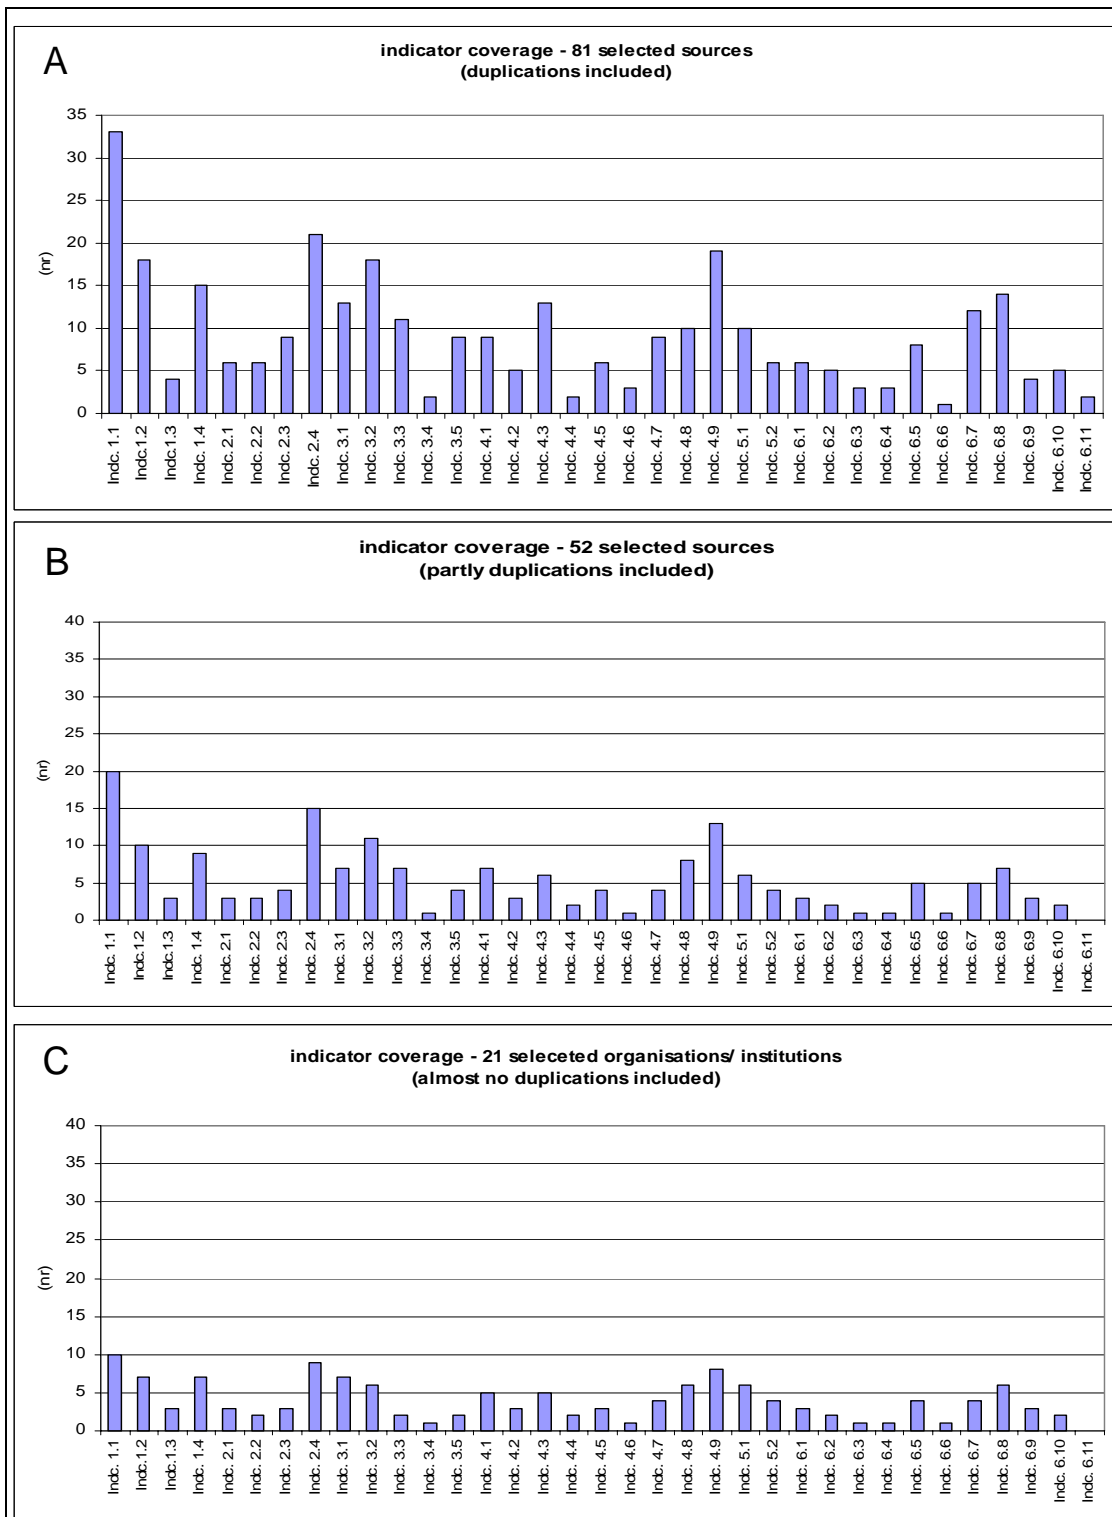 A
indicator coverage - 81 selected sources
(duplications included)
35
30
25
20
15
10
5
0
(nr)
Indc. 1.1
Indc. 1.2
Indc. 1.3
Indc. 1.4
Indc. 2.1
Indc. 2.2
Indc. 2.3
Indc. 2.4
Indc. 3.1
Indc. 3.2
Indc. 3.3
Indc. 3.4
Indc. 3.5
Indc. 4.1
Indc. 4.2
Indc. 4.3
Indc. 4.4
Indc. 4.5
Indc. 4.6
Indc. 4.7
Indc. 4.8
Indc. 4.9
Indc. 5.1
Indc. 5.2
Indc. 6.1
Indc. 6.2
Indc. 6.3
Indc. 6.4
Indc. 6.5
Indc. 6.6
Indc. 6.7
Indc. 6.8
Indc. 6.9
Indc. 6.10
Indc. 6.11
B
indicator coverage - 52 selected sources
(partly duplications included)
40
35
30
25
20
15
10
5
0
(nr)
Indc. 1.1
Indc. 1.2
Indc. 1.3
Indc. 1.4
Indc. 2.1
Indc. 2.2
Indc. 2.3
Indc. 2.4
Indc. 3.1
Indc. 3.2
Indc. 3.3
Indc. 3.4
Indc. 3.5
Indc. 4.1
Indc. 4.2
Indc. 4.3
Indc. 4.4
Indc. 4.5
Indc. 4.6
Indc. 4.7
Indc. 4.8
Indc. 4.9
Indc. 5.1
Indc. 5.2
Indc. 6.1
Indc. 6.2
Indc. 6.3
Indc. 6.4
Indc. 6.5
Indc. 6.6
Indc. 6.7
Indc. 6.8
Indc. 6.9
Indc. 6.10
Indc. 6.11
C
indicator coverage - 21 seleceted organisations/ institutions
(almost no duplications included)
40
35
30
25
20
15
10
5
0
(nr)
Indc. 1.1
Indc. 1.2
Indc. 1.3
Indc. 1.4
Indc. 2.1
Indc. 2.2
Indc. 2.3
Indc. 2.4
Indc. 3.1
Indc. 3.2
Indc. 3.3
Indc. 3.4
Indc. 3.5
Indc. 4.1
Indc. 4.2
Indc. 4.3
Indc. 4.4
Indc. 4.5
Indc. 4.6
Indc. 4.7
Indc. 4.8
Indc. 4.9
Indc. 5.1
Indc. 5.2
Indc. 6.1
Indc. 6.2
Indc. 6.3
Indc. 6.4
Indc. 6.5
Indc. 6.6
Indc. 6.7
Indc. 6.8
Indc. 6.9
Indc. 6.10
Indc. 6.11